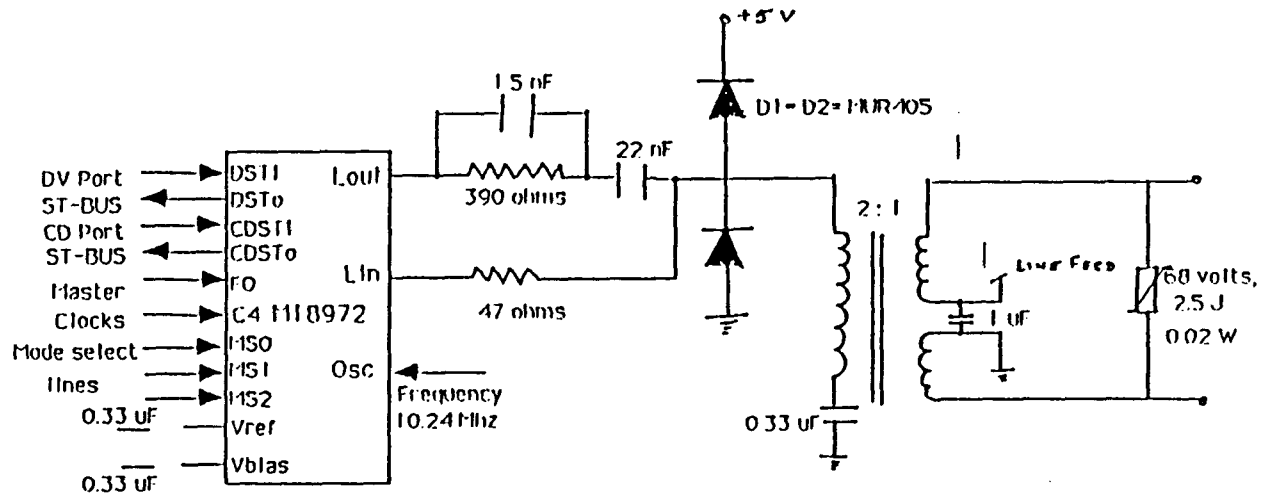 +5 V
1.5 nF
D1 = D2 = MUR405
22 nF
DV Port
DSTi
Lout
ST-BUS
DSTo
390 ohms
2 : 1
CD Port
CDSTi
ST-BUS
CDSTo
Lin
LINE FEED
Master
F0
68 volts,
2.5 J
0.02 W
Clocks
C4 MT8972
47 ohms
1 uF
Mode select
MS0
lines
MS1
Osc
MS2
Frequency
10.24 Mhz
0.33 uF
Vref
0.33 uF
Vbias
0.33 uF